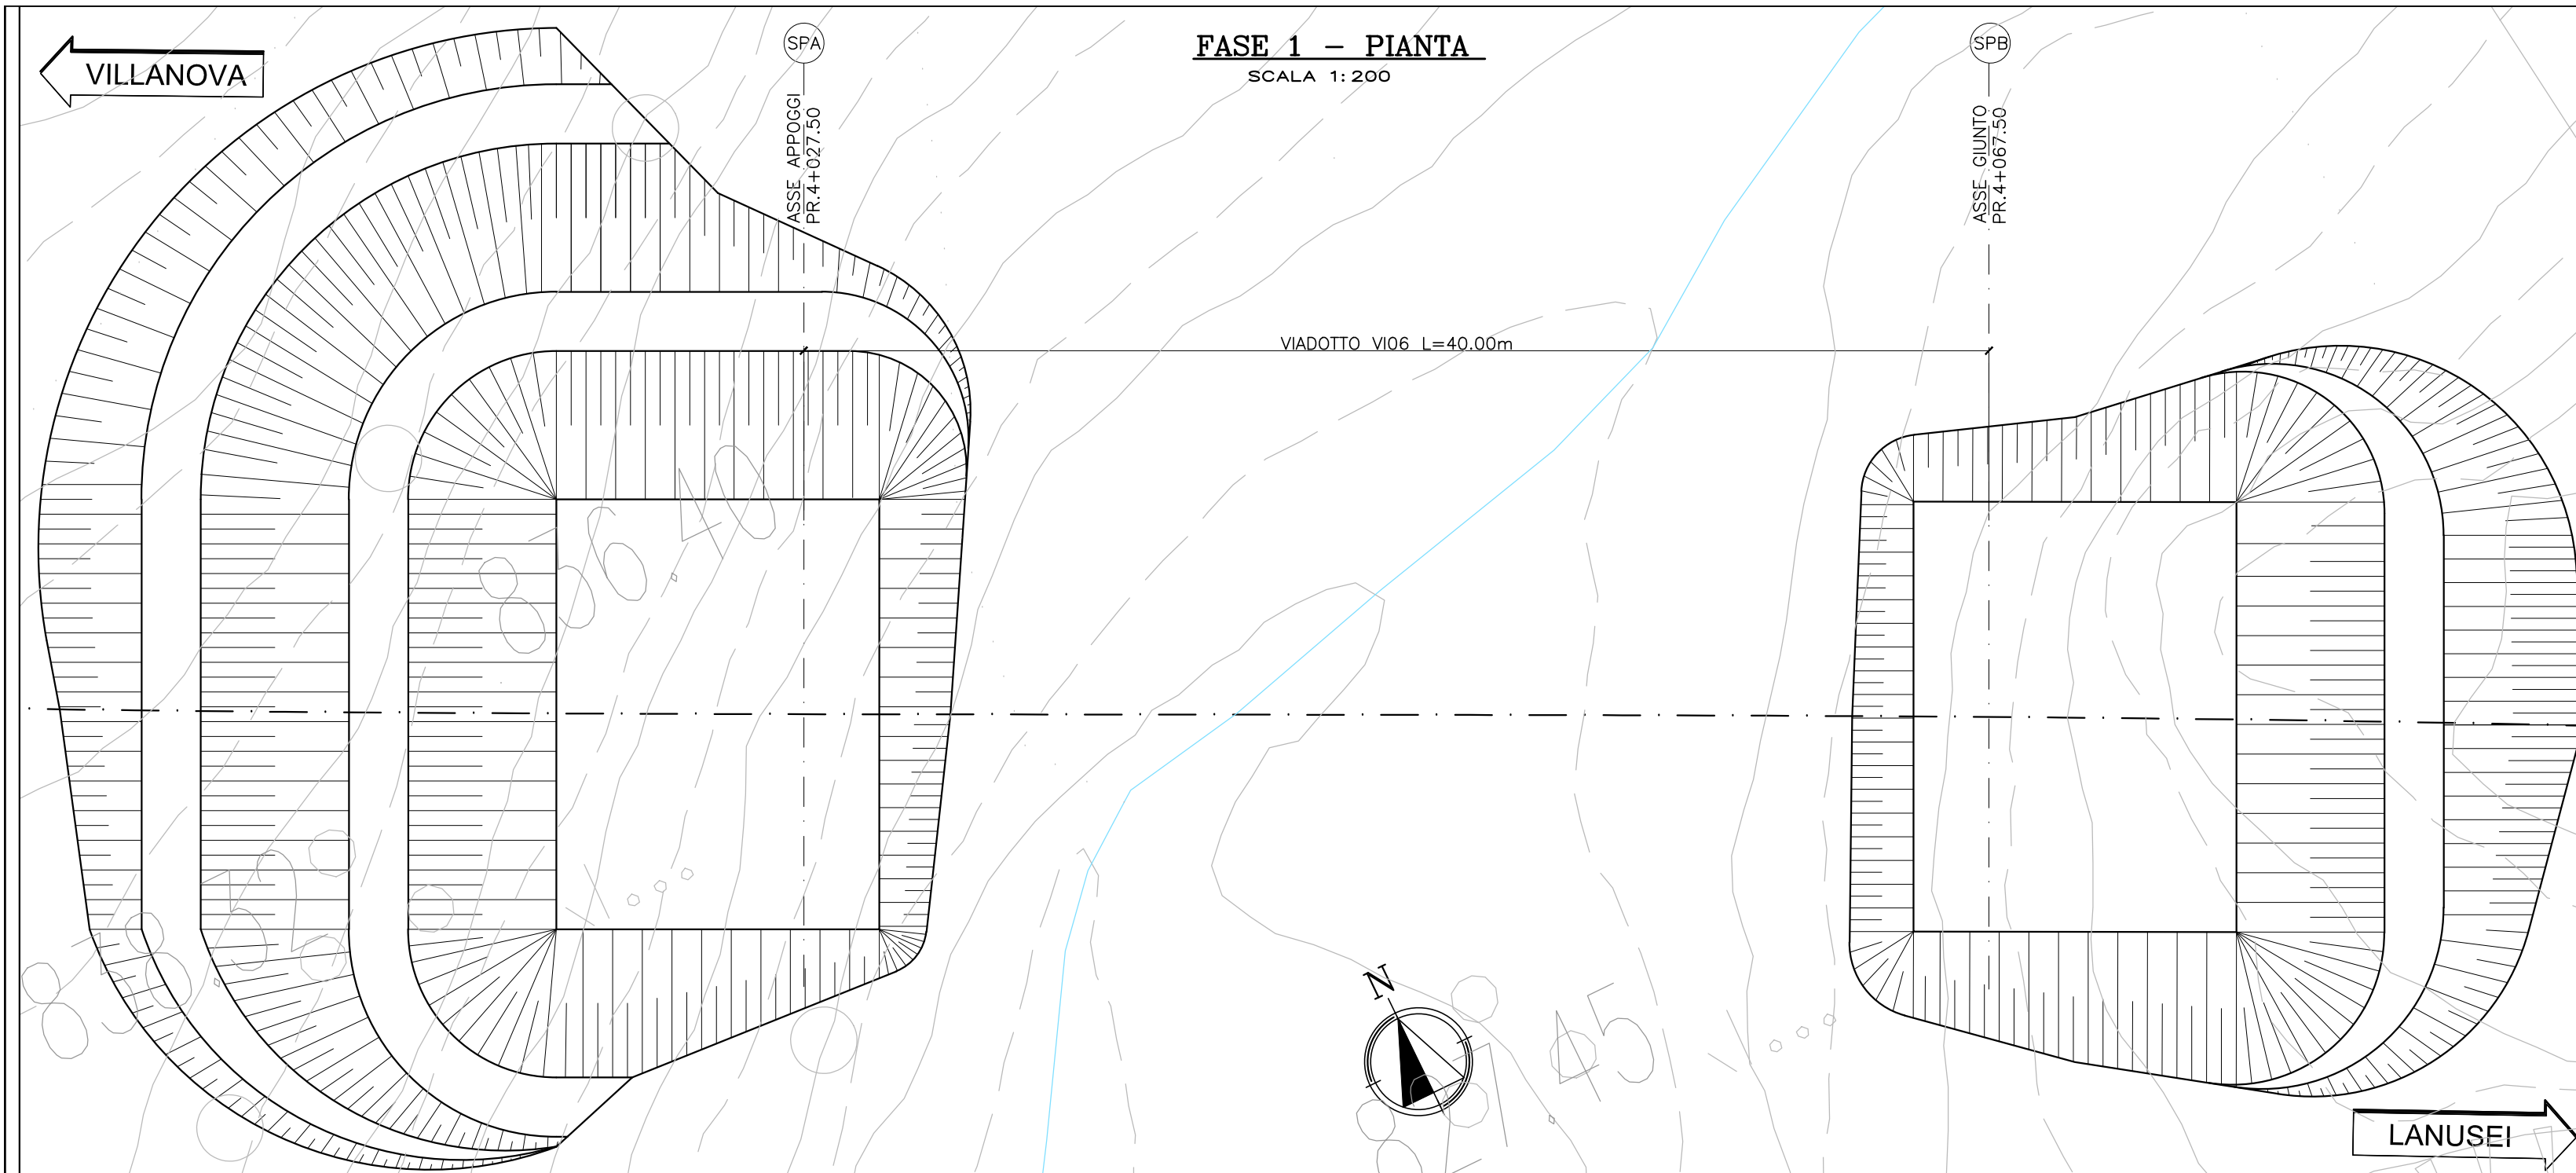 VILLANOVA
SPA
FASE 1 - PIANTA
SCALA 1:200
SPB
ASSE APPOGGI
PR.4+027.50
ASSE GIUNTO
PR.4+067.50
VIADOTTO VI06 L=40.00m
N
LANUSEI